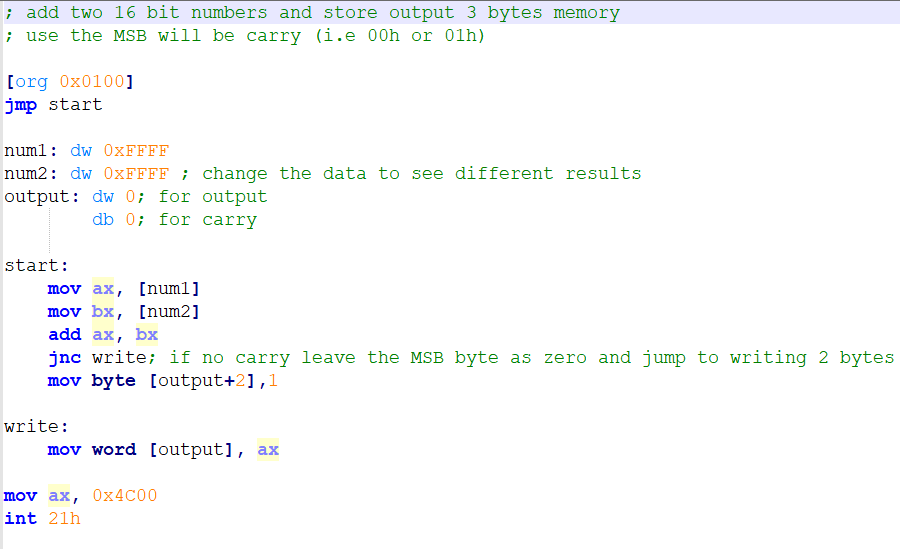 ; add two 16 bit numbers and store output 3 bytes memory
; use the MSB will be carry (i.e 00h or 01h)
[org 0x0100]
jmp start
num1: dw 0xFFFF
num2: dw 0xFFFF ; change the data to see different results
output: dw 0; for output
db 0; for carry
start:
mov ax, [num1]
mov bx, [num2]
add ax, bx
jnc write; if no carry leave the MSB byte as zero and jump to writing 2 bytes
mov byte [output+2],1
write:
mov word [output], ax
mov ax, 0x4C00
int 21h